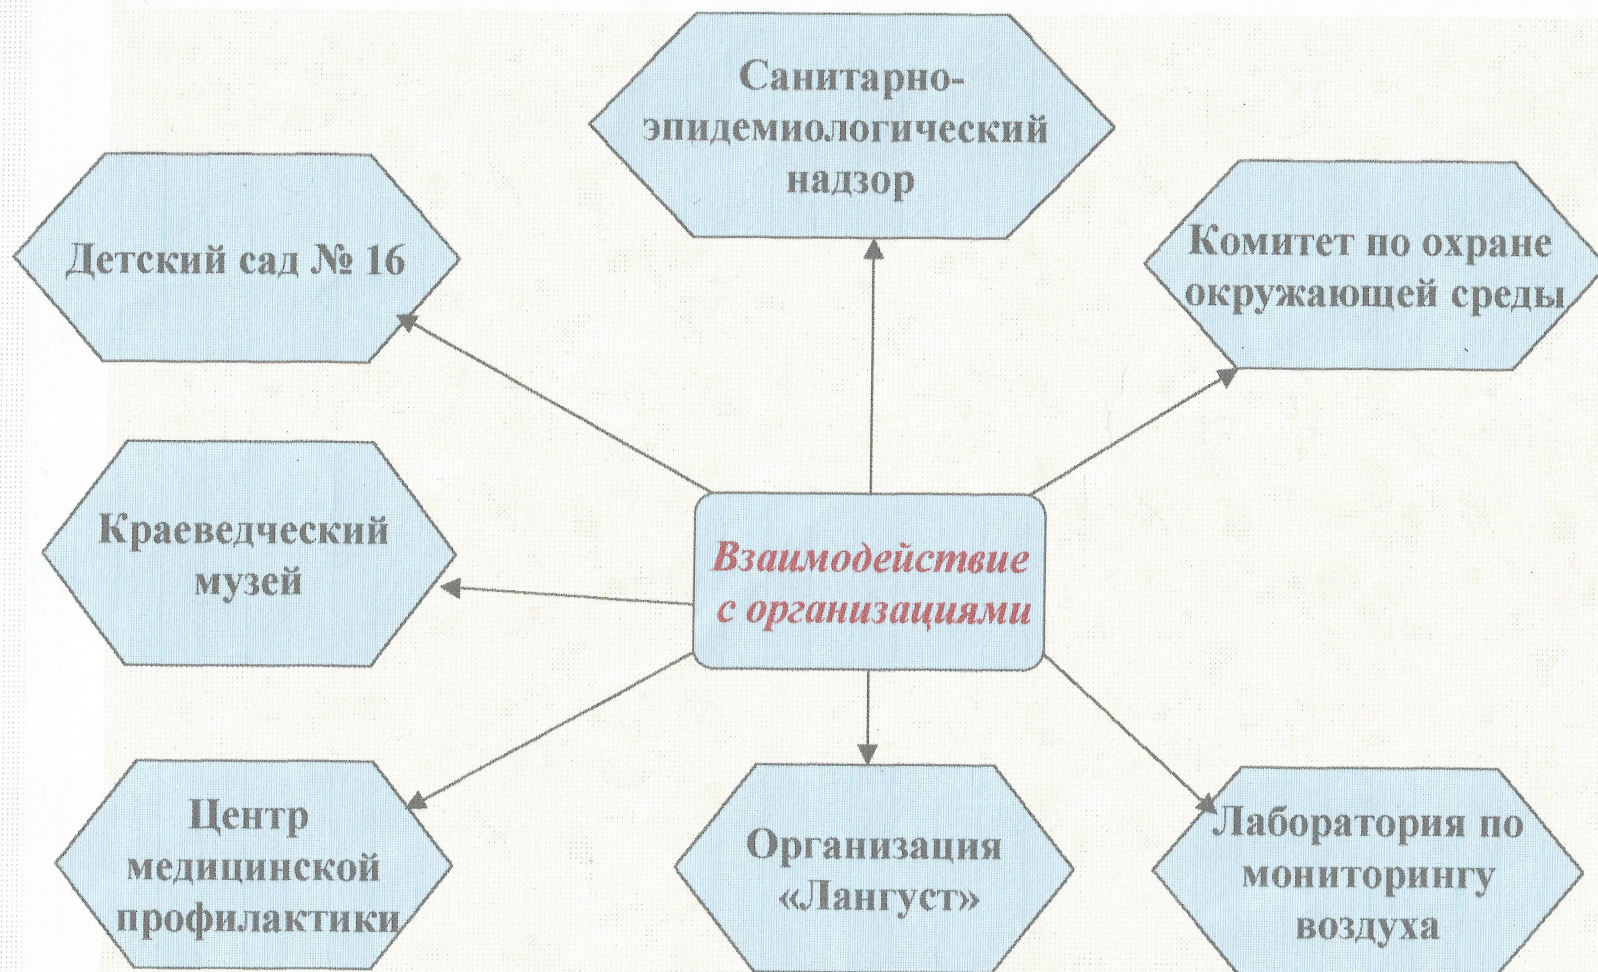 Санитарно-
эпидемиологический
надзор
Детский сад № 16
Комитет по охране
окружающей среды
Краеведческий
музей
Взаимодействие
с организациями
Центр
медицинской
профилактики
Организация
«Лангуст»
Лаборатория по
мониторингу
воздуха